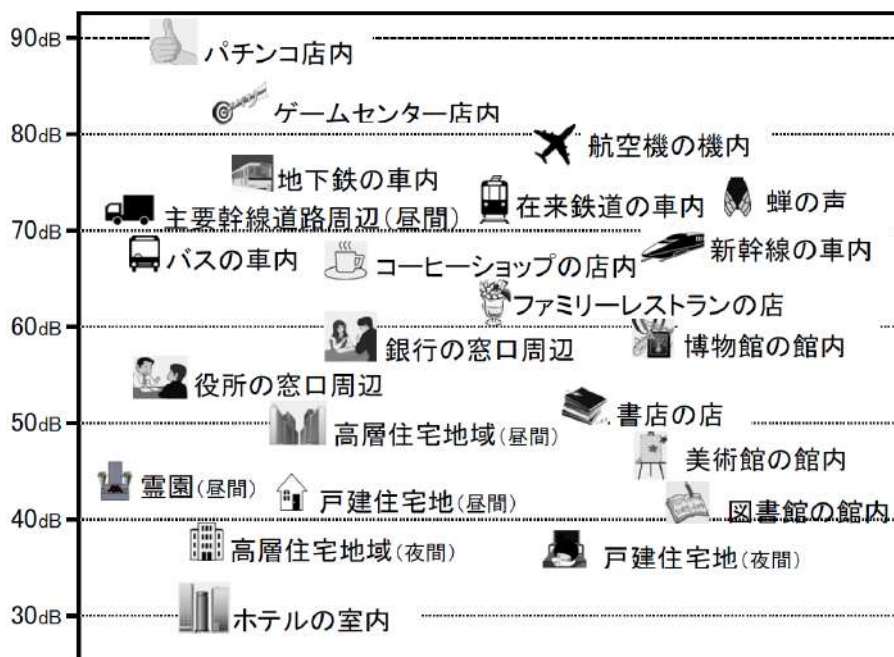 90dB
パチンコ店内
ゲームセンター店内
80dB
航空機の機内
地下鉄の車内
在来鉄道の車内
蝉の声
主要幹線道路周辺(昼間)
70dB
バスの車内
コーヒーショップの店内
新幹線の車内
ファミリーレストランの店
60dB
銀行の窓口周辺
博物館の館内
役所の窓口周辺
50dB
書店の店
高層住宅地域(昼間)
美術館の館内
霊園(昼間)
戸建住宅地(昼間)
図書館の館内
40dB
高層住宅地域(夜間)
戸建住宅地(夜間)
30dB
ホテルの室内